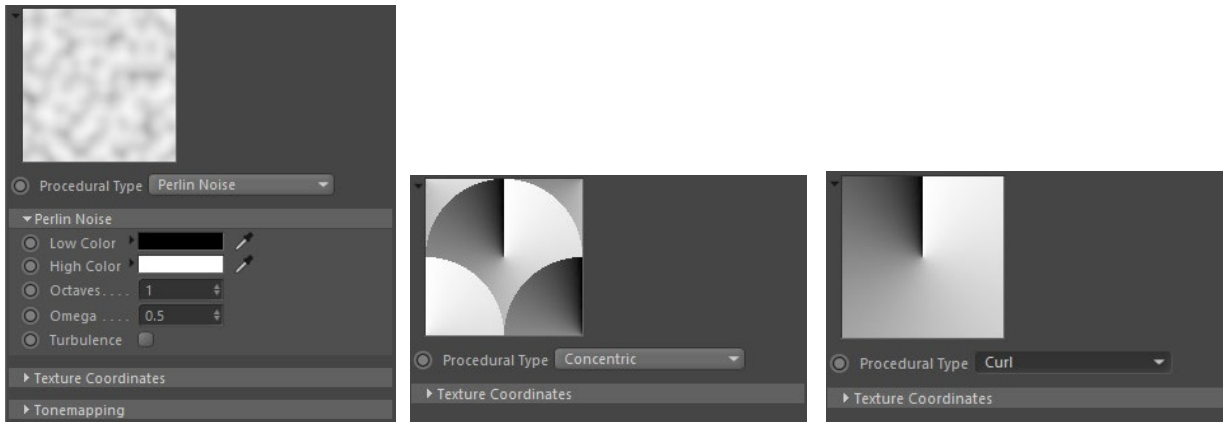 Procedural Type Perlin Noise
Perlin Noise
Low Color
High Color
Octaves. . . . 1
Omega . . . . 0.5
Turbulence
Texture Coordinates
Tonemapping
Procedural Type Concentric
Texture Coordinates
Procedural Type Curl
Texture Coordinates